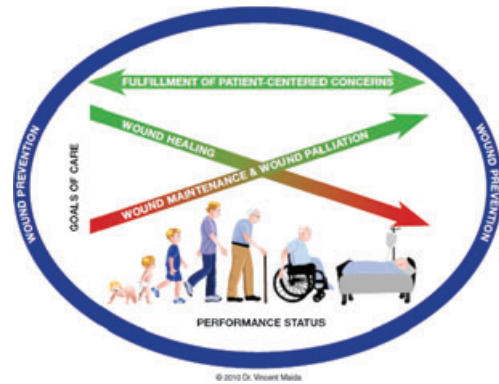 FULFILLMENT OF PATIENT-CENTERED CONCERNS
WOUND PREVENTION
WOUND PREVENTION
GOALS OF CARE
WOUND HEALING
WOUND MAINTENANCE & WOUND PALLIATION
PERFORMANCE STATUS
© 2010 Dr. Vincent Maida